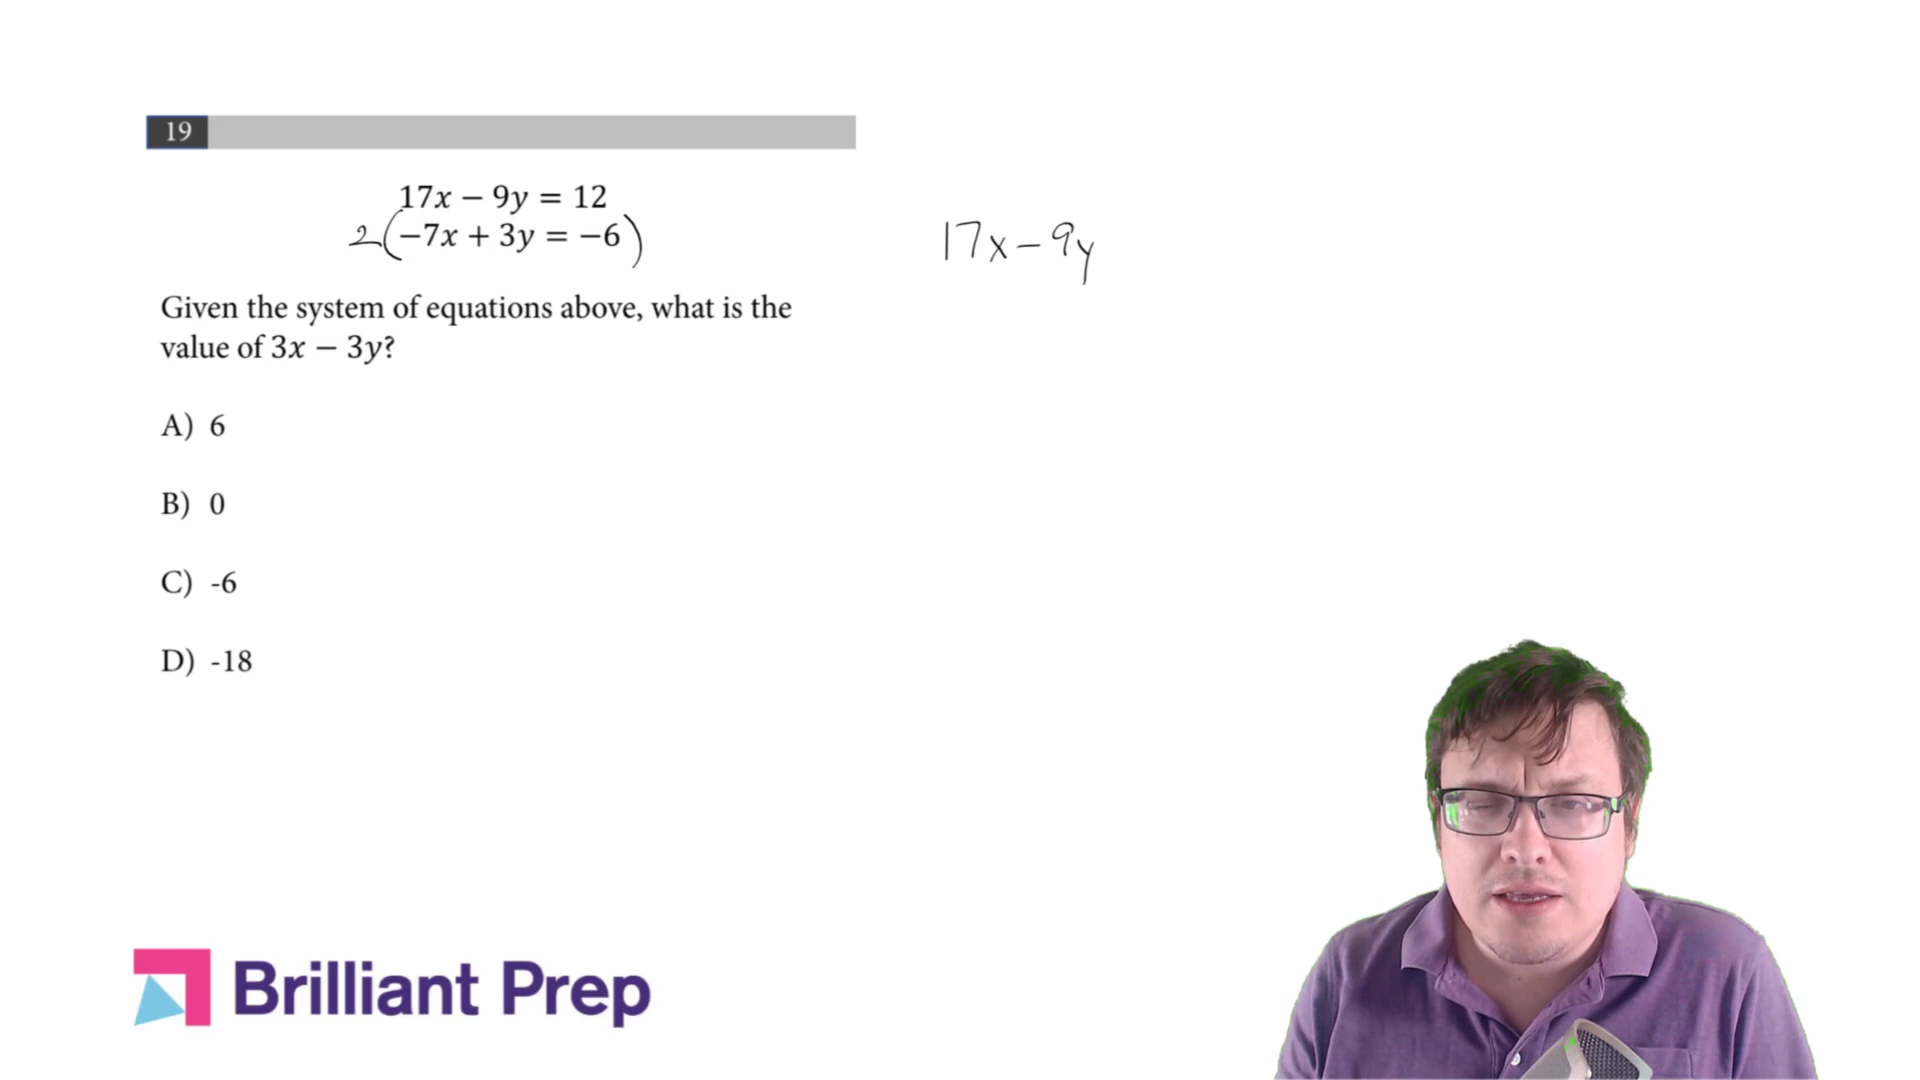 19
17x − 9y = 12
2(−7x + 3y = −6)
17x − 9y
Given the system of equations above, what is the
value of 3x − 3y?
A) 6
B) 0
C) -6
D) -18
Brilliant Prep